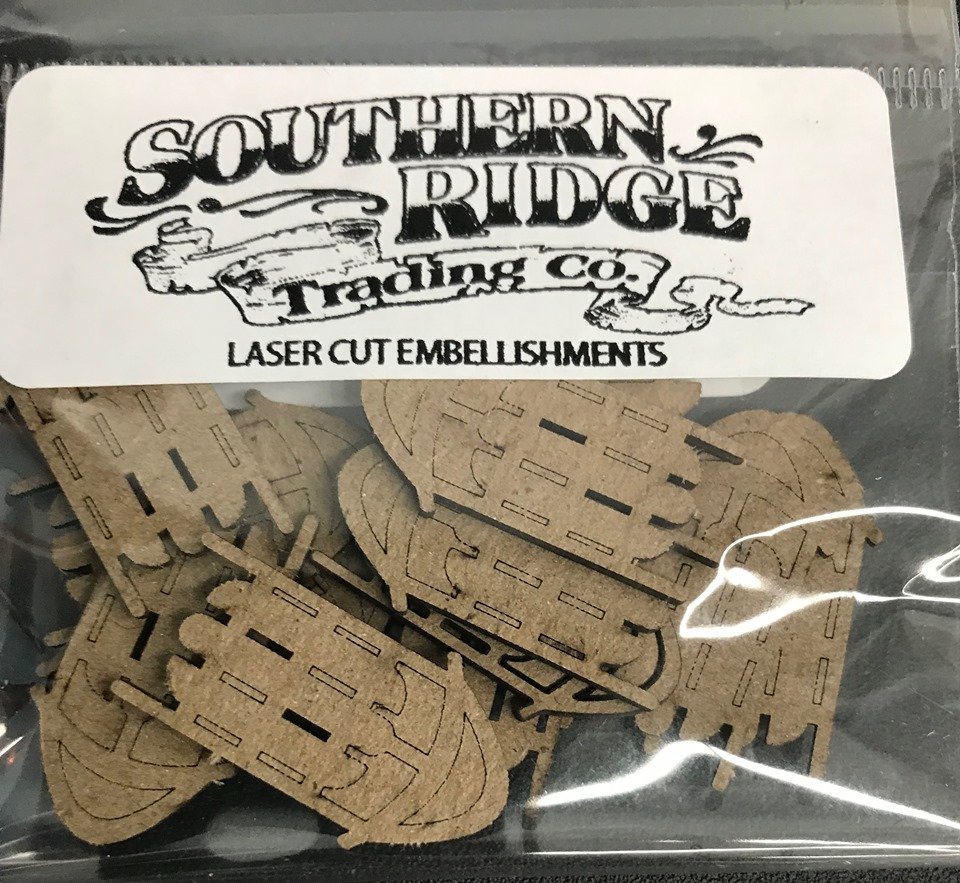 SOUTHERN
RIDGE
Trading Co.
LASER CUT EMBELLISHMENTS